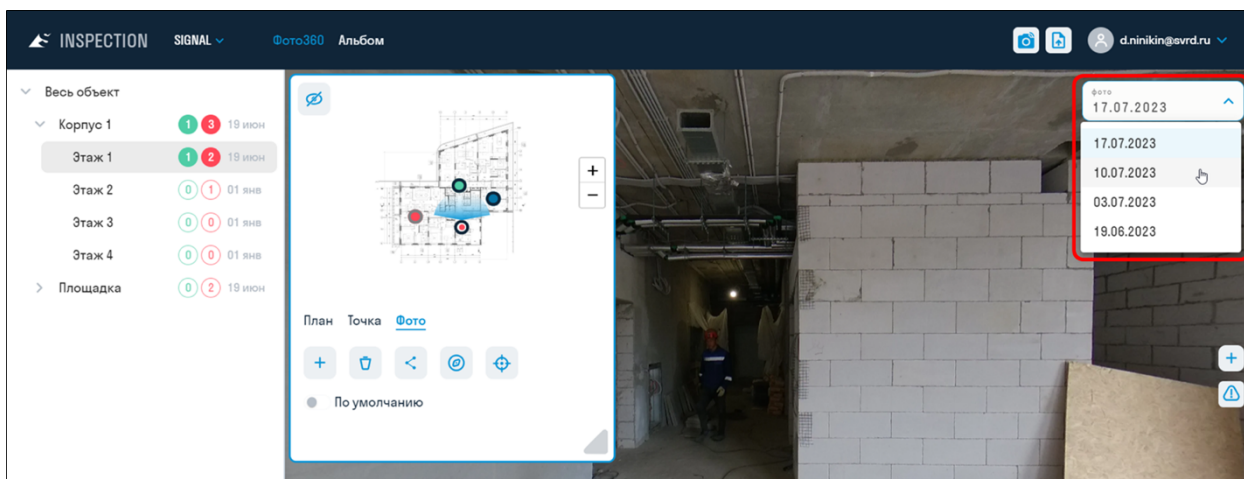 INSPECTION SIGNAL Фото360 Альбом d.ninikin@svrd.ru
Весь объект
Корпус 1 1 3 19 июн
Этаж 1 1 2 19 июн
Этаж 2 0 1 01 янв
Этаж 3 0 0 01 янв
Этаж 4 0 0 01 янв
Площадка 0 2 19 июн
+
−
План Точка Фото
По умолчанию
фото
17.07.2023
17.07.2023
10.07.2023
03.07.2023
19.06.2023